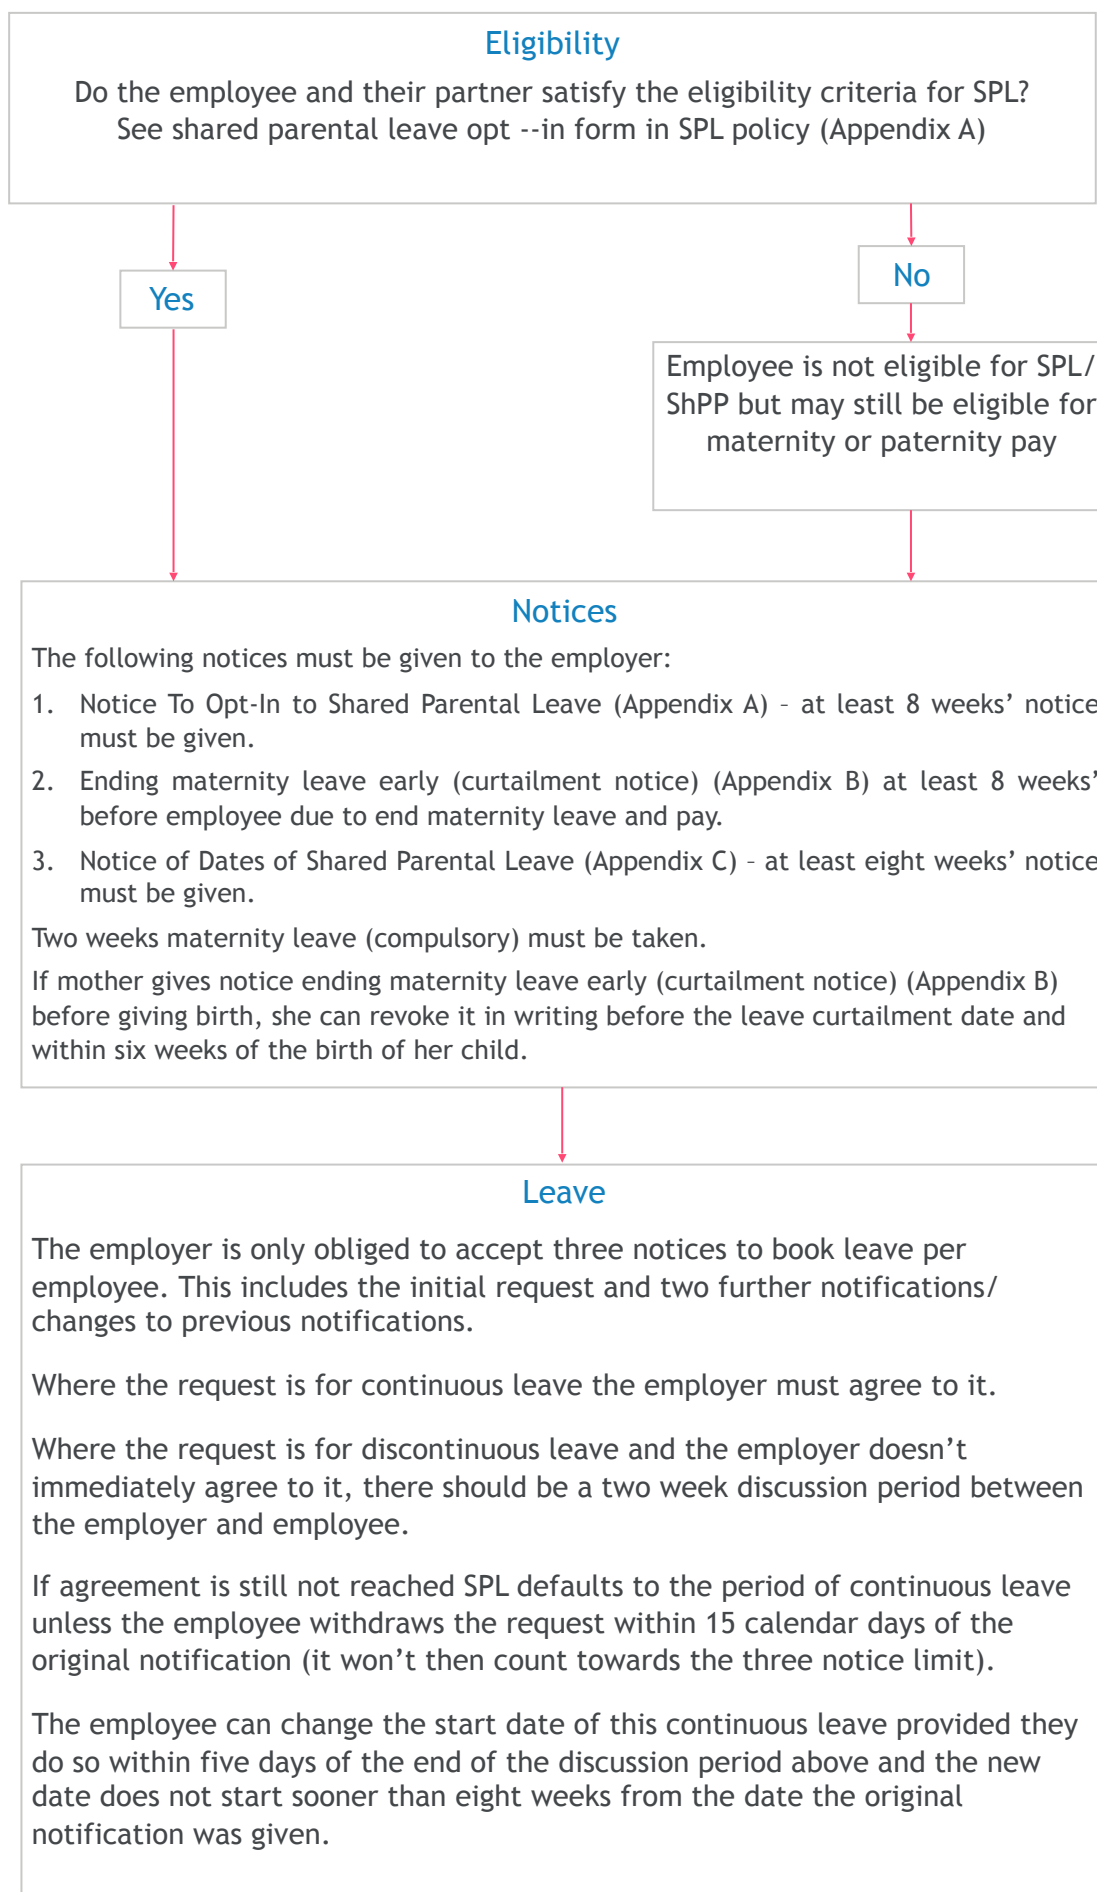 Eligibility
Do the employee and their partner satisfy the eligibility criteria for SPL?
See shared parental leave opt --in form in SPL policy (Appendix A)
Yes
No
Employee is not eligible for SPL/
ShPP but may still be eligible for
maternity or paternity pay
Notices
The following notices must be given to the employer:
1. Notice To Opt-In to Shared Parental Leave (Appendix A) – at least 8 weeks’ notice
must be given.
2. Ending maternity leave early (curtailment notice) (Appendix B) at least 8 weeks’
before employee due to end maternity leave and pay.
3. Notice of Dates of Shared Parental Leave (Appendix C) – at least eight weeks’ notice
must be given.
Two weeks maternity leave (compulsory) must be taken.
If mother gives notice ending maternity leave early (curtailment notice) (Appendix B)
before giving birth, she can revoke it in writing before the leave curtailment date and
within six weeks of the birth of her child.
Leave
The employer is only obliged to accept three notices to book leave per
employee. This includes the initial request and two further notifications/
changes to previous notifications.
Where the request is for continuous leave the employer must agree to it.
Where the request is for discontinuous leave and the employer doesn’t
immediately agree to it, there should be a two week discussion period between
the employer and employee.
If agreement is still not reached SPL defaults to the period of continuous leave
unless the employee withdraws the request within 15 calendar days of the
original notification (it won’t then count towards the three notice limit).
The employee can change the start date of this continuous leave provided they
do so within five days of the end of the discussion period above and the new
date does not start sooner than eight weeks from the date the original
notification was given.